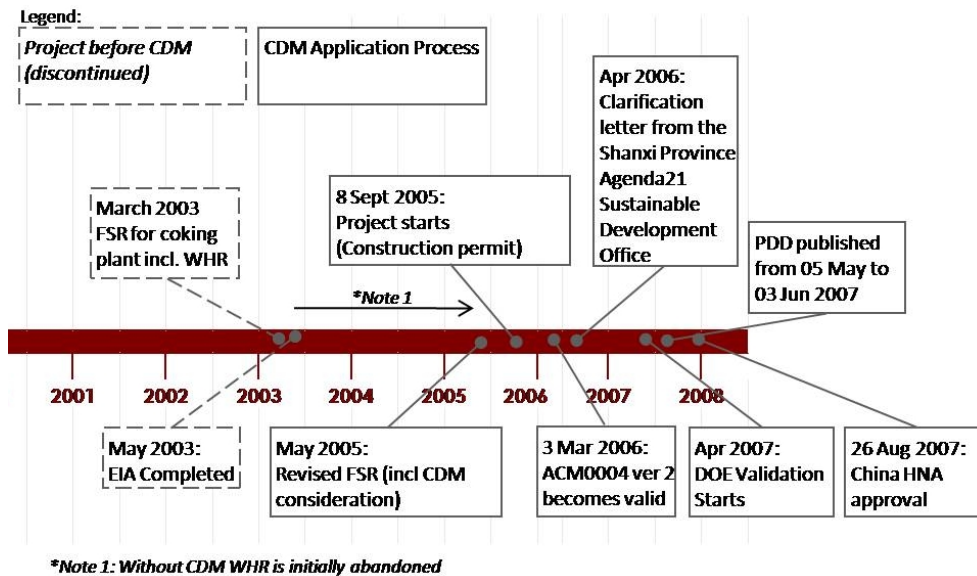 Legend:
Project before CDM
(discontinued)
CDM Application Process
Apr 2006:
Clarification
letter from the
Shanxi Province
Agenda21
Sustainable
Development
Office
March 2003
FSR for coking
plant incl. WHR
8 Sept 2005:
Project starts
(Construction permit)
PDD published
from 05 May to
03 Jun 2007
*Note 1
2001 2002 2003 2004 2005 2006 2007 2008
May 2003:
EIA Completed
May 2005:
Revised FSR (incl CDM
consideration)
3 Mar 2006:
ACM0004 ver 2
becomes valid
Apr 2007:
DOE Validation
Starts
26 Aug 2007:
China HNA
approval
*Note 1: Without CDM WHR is initially abandoned